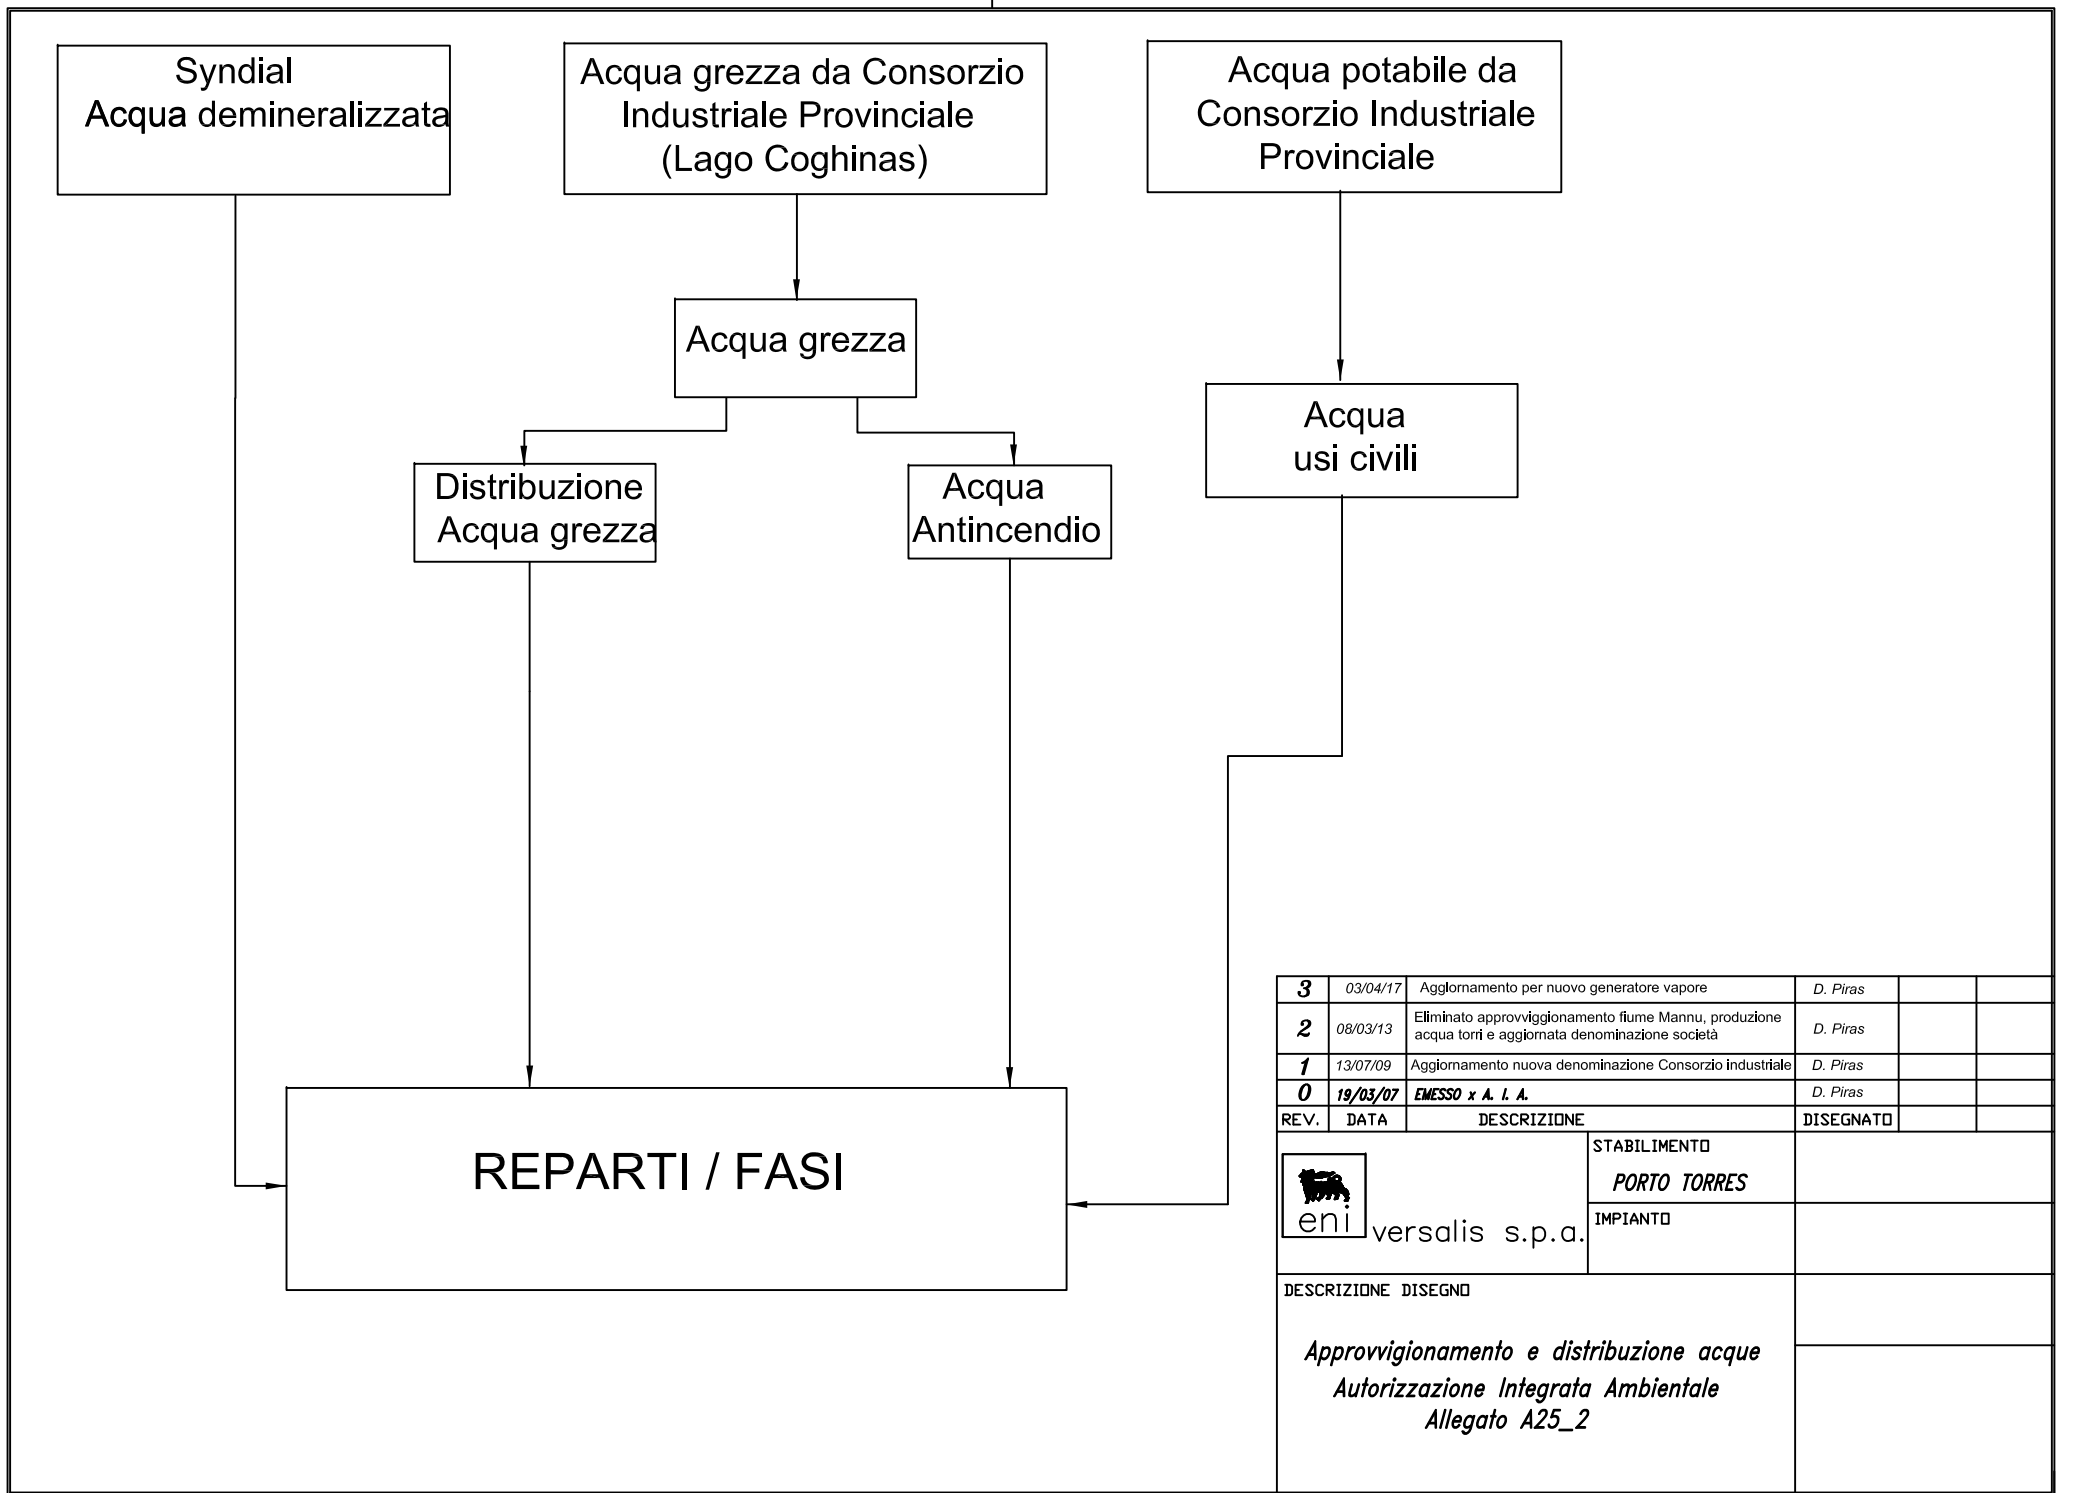 Syndial
Acqua demineralizzata
Acqua grezza da Consorzio
Industriale Provinciale
(Lago Coghinas)
Acqua potabile da
Consorzio Industriale
Provinciale
Acqua grezza
Acqua
usi civili
Distribuzione
Acqua grezza
Acqua
Antincendio
REPARTI / FASI
3 03/04/17 Aggiornamento per nuovo generatore vapore D. Piras
2 08/03/13 Eliminato approvviggionamento fiume Mannu, produzione
acqua torri e aggiornata denominazione società D. Piras
1 13/07/09 Aggiornamento nuova denominazione Consorzio industriale D. Piras
0 19/03/07 EMESSO x A. I. A. D. Piras
REV. DATA DESCRIZIONE DISEGNATO
eni
versalis s.p.a.
STABILIMENTO
PORTO TORRES
IMPIANTO
DESCRIZIONE DISEGNO
Approvvigionamento e distribuzione acque
Autorizzazione Integrata Ambientale
Allegato A25_2